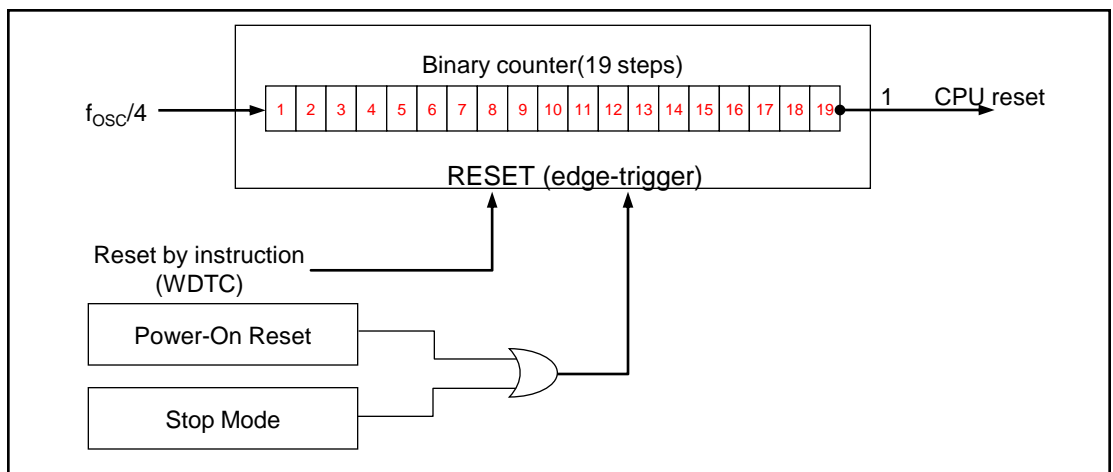 Binary counter(19 steps)
f_OSC/4
1 2 3 4 5 6 7 8 9 10 11 12 13 14 15 16 17 18 19
1 CPU reset
RESET (edge-trigger)
Reset by instruction
(WDTC)
Power-On Reset
Stop Mode